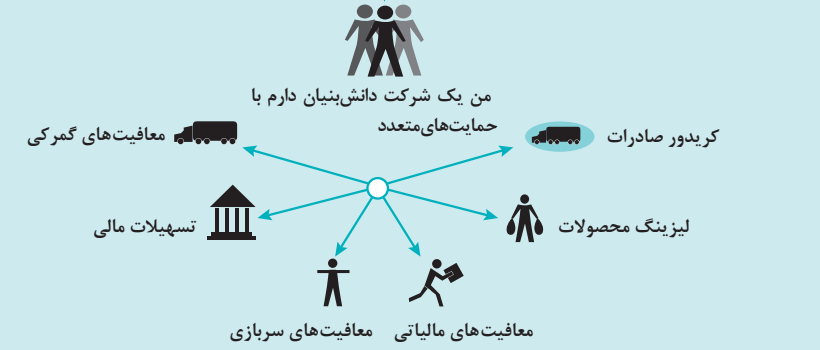 من یک شرکت دانش‌بنیان دارم با
حمایت‌های‌متعدد
کریدور صادرات
معافیت‌های گمرکی
لیزینگ محصولات
تسهیلات مالی
معافیت‌های مالیاتی
معافیت‌های سربازی